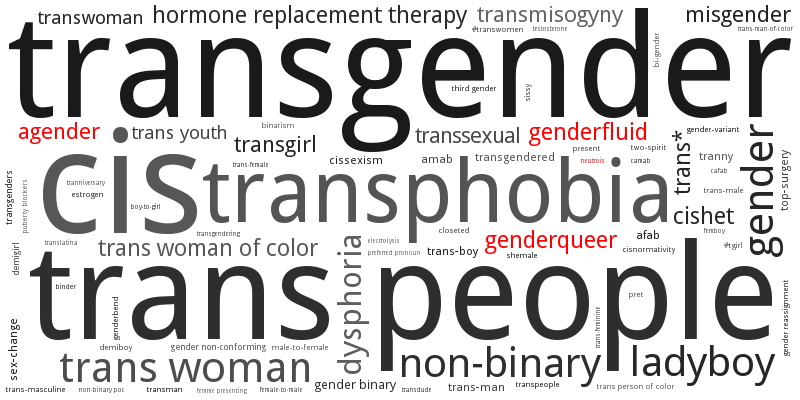 transwoman
hormone replacement therapy
transmisogyny
misgender
#transwomen
testosterone
trans-man-of-color
transgender
bi-gender
third gender
sissy
agender
trans youth
binarism
transgirl
transsexual
genderfluid
gender-variant
cissexism
amab
transgendered
present
two-spirit
trans*
tranny
gender
top-surgery
trans-female
neutrois
camab
cafab
cis
transphobia
transgenders
puberty blockers
tranniversary
estrogen
boy-to-girl
trans-male
cishet
transgendering
closeted
genderqueer
afab
femboy
#tgirl
demigirl
translatina
trans woman of color
dysphoria
electrolysis
preferred pronoun
trans-boy
shemale
cisnormativity
trans
people
binder
genderbend
pret
trans-feminine
gender reassignment
sex-change
demiboy
gender non-conforming
male-to-female
trans woman
non-binary
ladyboy
trans-masculine
non-binary poc
transman
femme presenting
female-to-male
gender binary
transdude
trans-man
transpeople
trans person of color